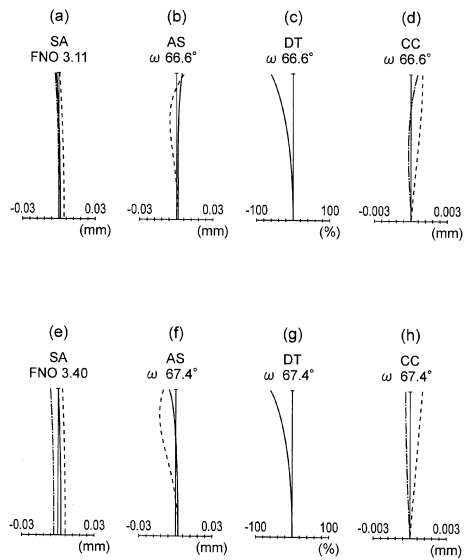 (a) (b) (c) (d)
SA AS DT CC
FNO 3.11 ω 66.6° ω 66.6° ω 66.6°
-0.03 0.03 -0.03 0.03 -100 100 -0.003 0.003
(mm) (mm) (%) (mm)
(e) (f) (g) (h)
SA AS DT CC
FNO 3.40 ω 67.4° ω 67.4° ω 67.4°
-0.03 0.03 -0.03 0.03 -100 100 -0.003 0.003
(mm) (mm) (%) (mm)